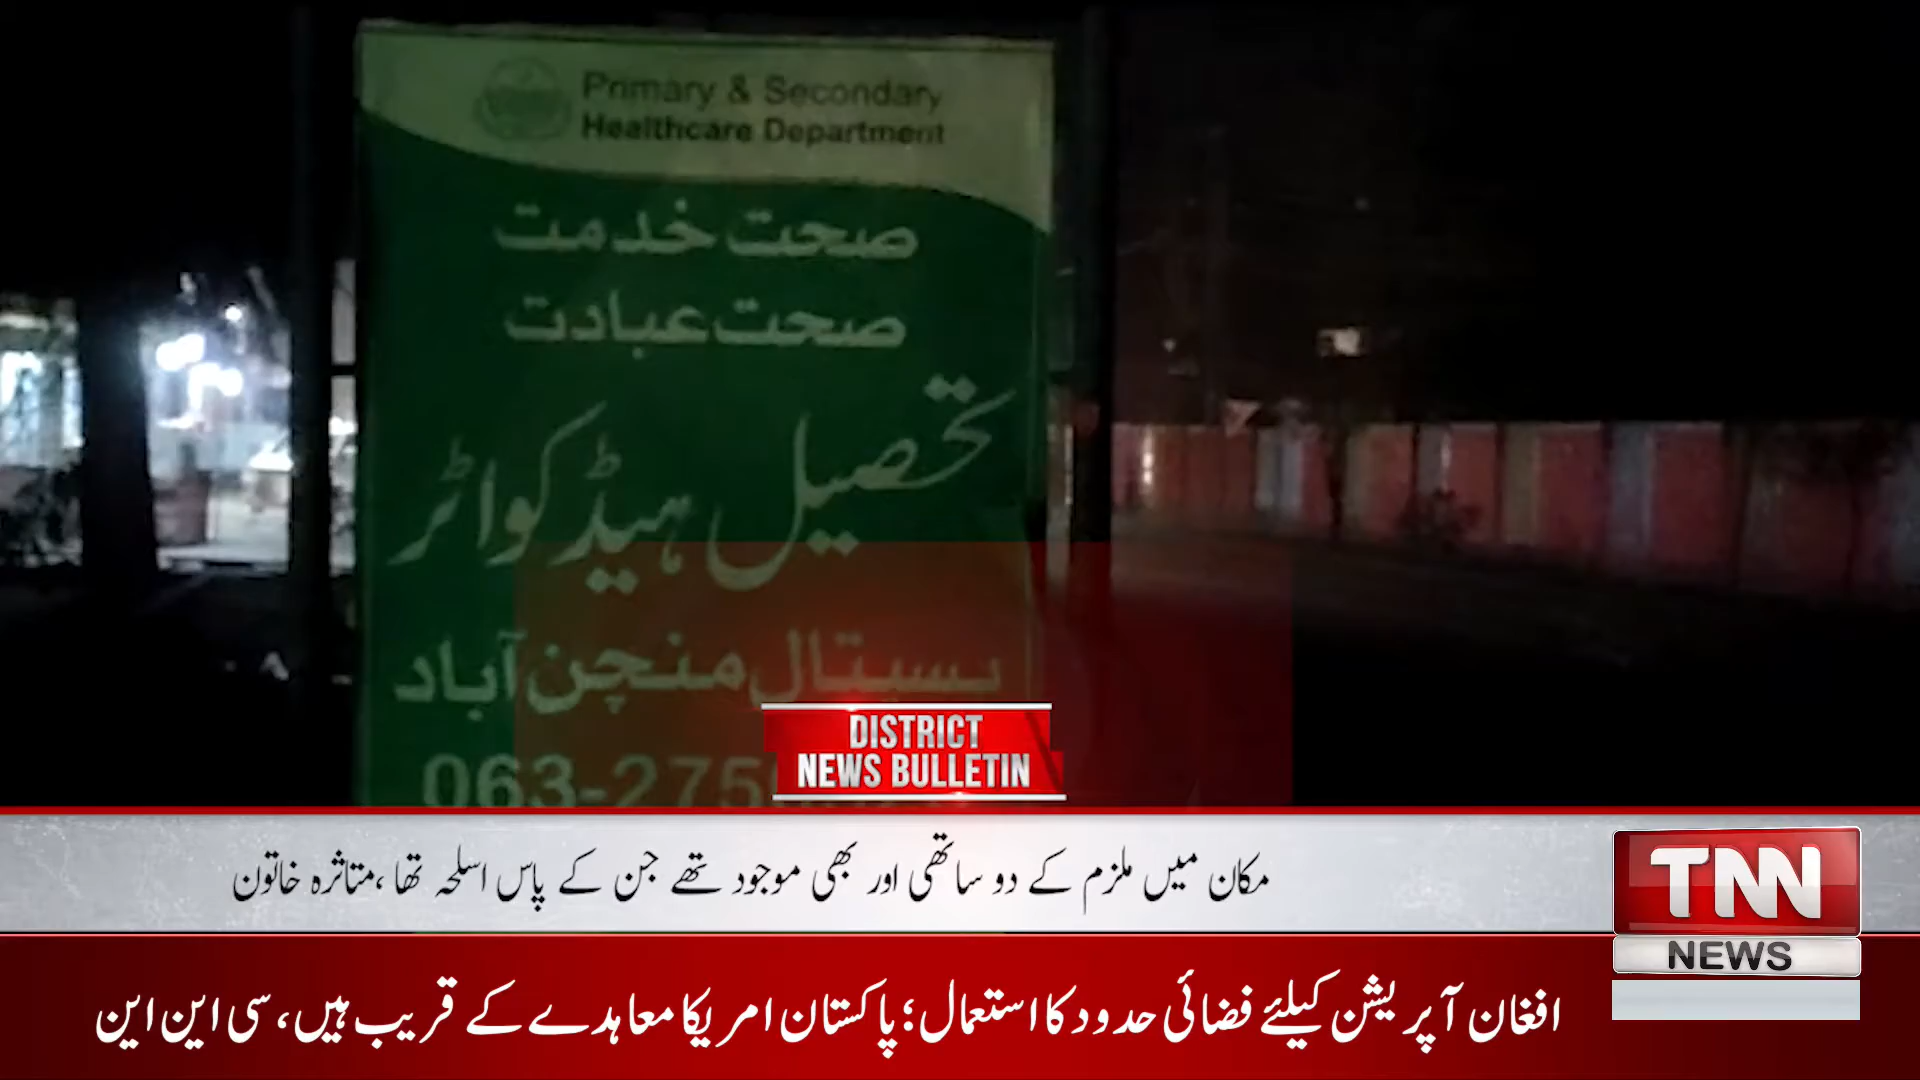 Primary & Secondary
Healthcare Department
صحت خدمت
صحت عبادت
تحصیل ہیڈ کواٹر
ہسپتال منچن آباد
063-275
DISTRICT
NEWS BULLETIN
مکان میں ملزم کے دو ساتھی اور بھی موجود تھے جن کے پاس اسلحہ تھا ،متاثرہ خاتون
TNN
NEWS
افغان آپریشن کیلئے فضائی حدود کا استعمال؛ پاکستان امریکا معاہدے کے قریب ہیں، سی این این